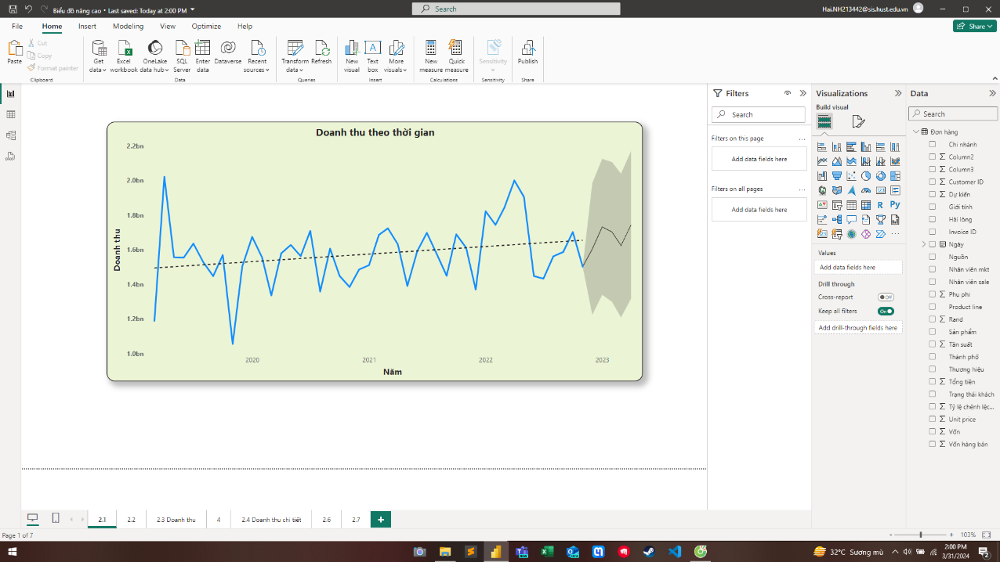 Biểu đồ nâng cao • Last saved: Today at 2:00 PM
Search
Hai.NH213442@sis.hust.edu.vn
File Home Insert Modeling View Optimize Help
Share
Paste
Cut
Copy
Format painter
Get data
Excel workbook
OneLake data hub
SQL Server
Enter data
Dataverse
Recent sources
Transform data
Refresh
New visual
Text box
More visuals
New measure
Quick measure
Sensitivity
Publish
Clipboard
Data
Queries
Insert
Calculations
Sensitivity
Share
Doanh thu theo thời gian
Doanh thu
2.2bn
2.0bn
1.8bn
1.6bn
1.4bn
1.2bn
1.0bn
2020 2021 2022 2023
Năm
Filters
Search
Filters on this page ...
Add data fields here
Filters on all pages ...
Add data fields here
Visualizations
Build visual
R Py
...
Values
Add data fields here
Drill through
Cross-report Off
Keep all filters On
Add drill-through fields here
Data
Search
Đơn hàng
Chi nhánh
Column2
Column3
Customer ID
Dự kiến
Giới tính
Hài lòng
Invoice ID
Ngày
Nguồn
Nhân viên mkt
Nhân viên sale
Phụ phí
Product line
Rand
Sản phẩm
Tần suất
Thành phố
Thương hiệu
Tổng tiền
Trạng thái khách
Tỷ lệ chênh lệc...
Unit price
Vốn
Vốn hàng bán
2.1 2.2 2.3 Doanh thu 4 2.4 Doanh thu chi tiết 2.6 2.7 +
Page 1 of 7
- + 103%
32°C Sương mù
2:00 PM
3/31/2024
2